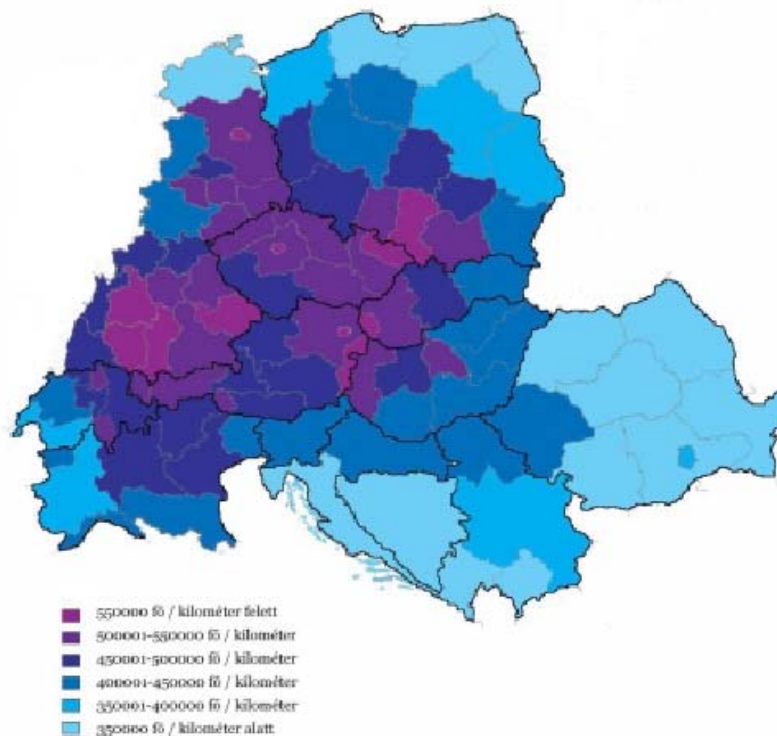 550000 fő / kilométer felett
500001-550000 fő / kilométer
450001-500000 fő / kilométer
400001-450000 fő / kilométer
350001-400000 fő / kilométer
350000 fő / kilométer alatt